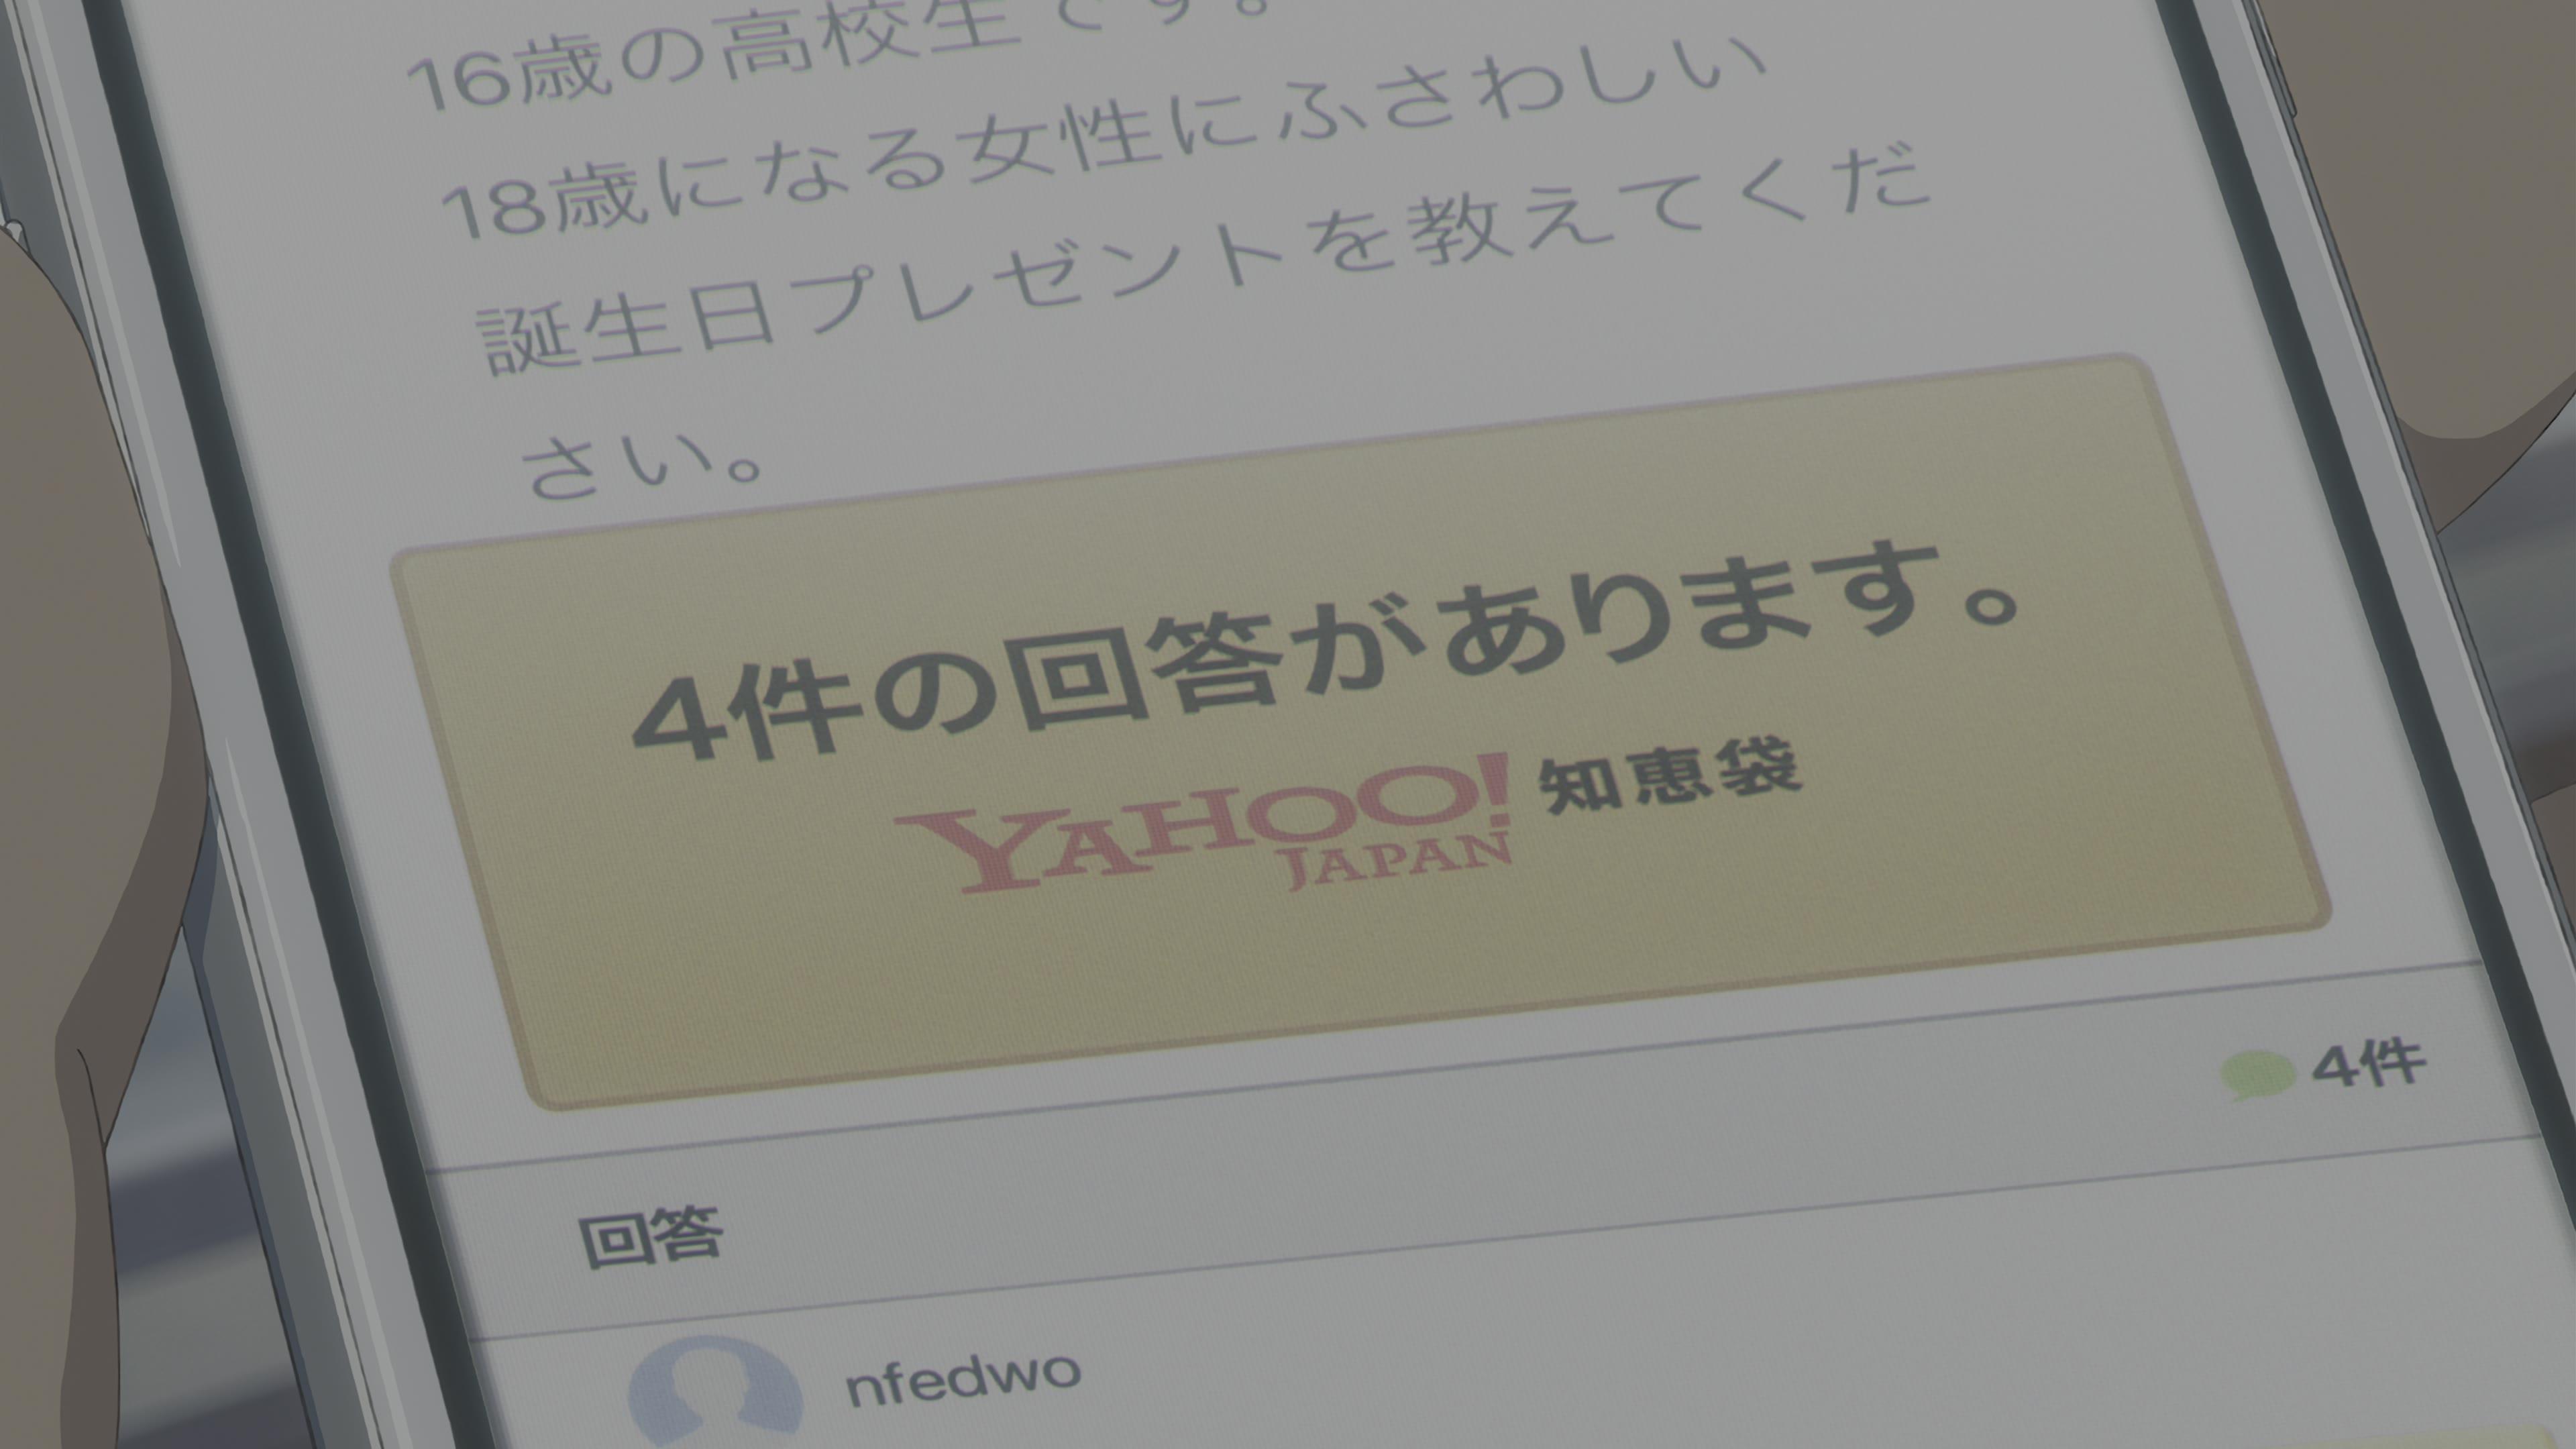 16歳の高校生です。
18歳になる女性にふさわしい
誕生日プレゼントを教えてくだ
さい。
4件の回答があります。
YAHOO! JAPAN 知恵袋
4件
回答
nfedwo